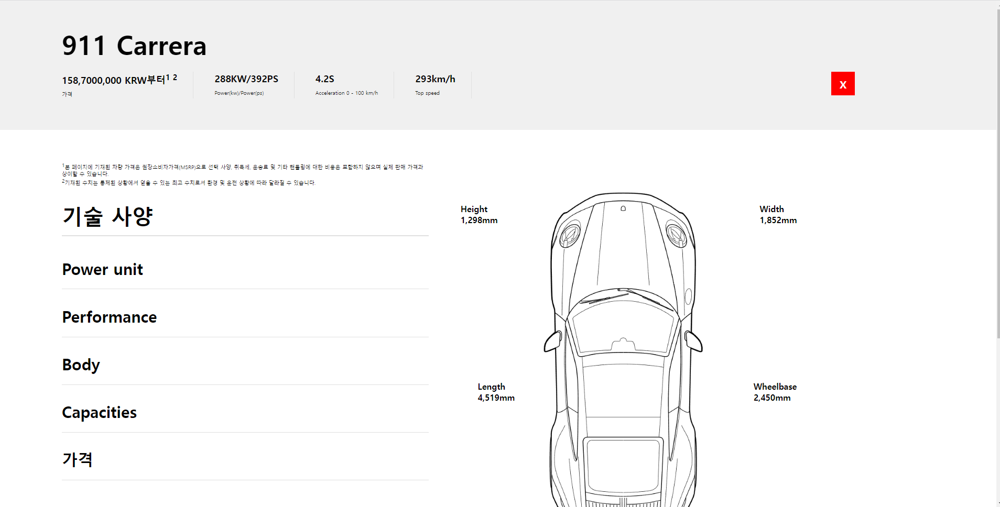 911 Carrera
158,7000,000 KRW부터1 2
가격
288KW/392PS
Power(kw)/Power(ps)
4.2S
Acceleration 0 - 100 km/h
293km/h
Top speed
X
1본 페이지에 기재된 차량 가격은 권장소비자가격(MSRP)으로 선택 사양, 취득세, 운송료 및 기타 핸들링에 대한 비용은 포함하지 않으며 실제 판매 가격과
상이할 수 있습니다.
2기재된 수치는 통제된 상황에서 얻을 수 있는 최고 수치로서 환경 및 운전 상황에 따라 달라질 수 있습니다.
기술 사양
Power unit
Performance
Body
Capacities
가격
Height
1,298mm
Width
1,852mm
Length
4,519mm
Wheelbase
2,450mm